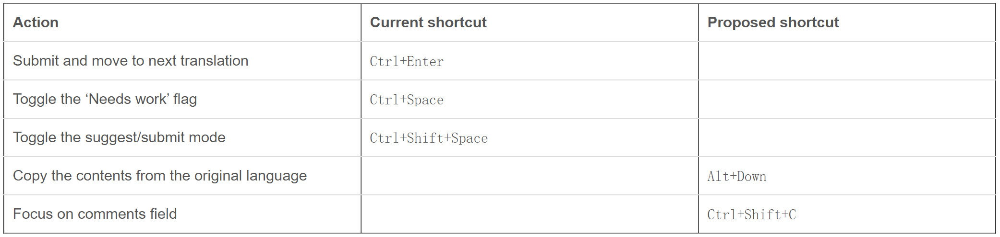 Action Current shortcut Proposed shortcut
Submit and move to next translation Ctrl+Enter
Toggle the ‘Needs work’ flag Ctrl+Space
Toggle the suggest/submit mode Ctrl+Shift+Space
Copy the contents from the original language Alt+Down
Focus on comments field Ctrl+Shift+C